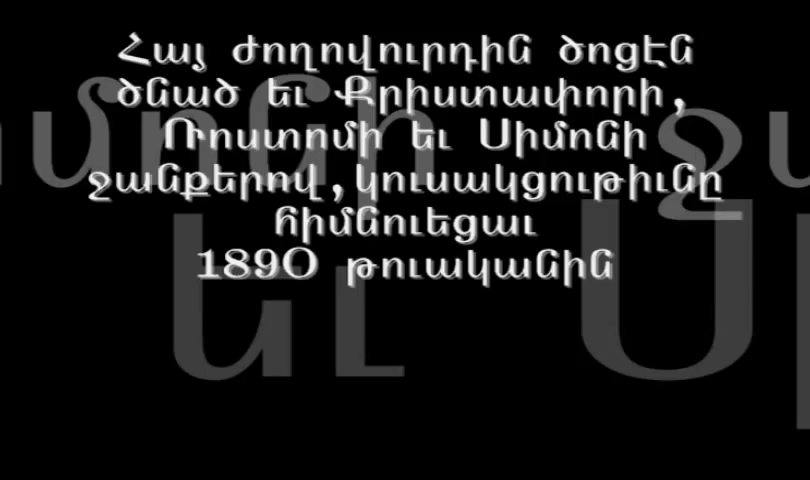 Հայ ժողովուրդին ծոցէն
ծնած եւ Քրիստափորի,
Ռոստոմի եւ Սիմոնի
ջանքերով,կուսակցութիւնը
հիմնուեցաւ
1890 թուականին